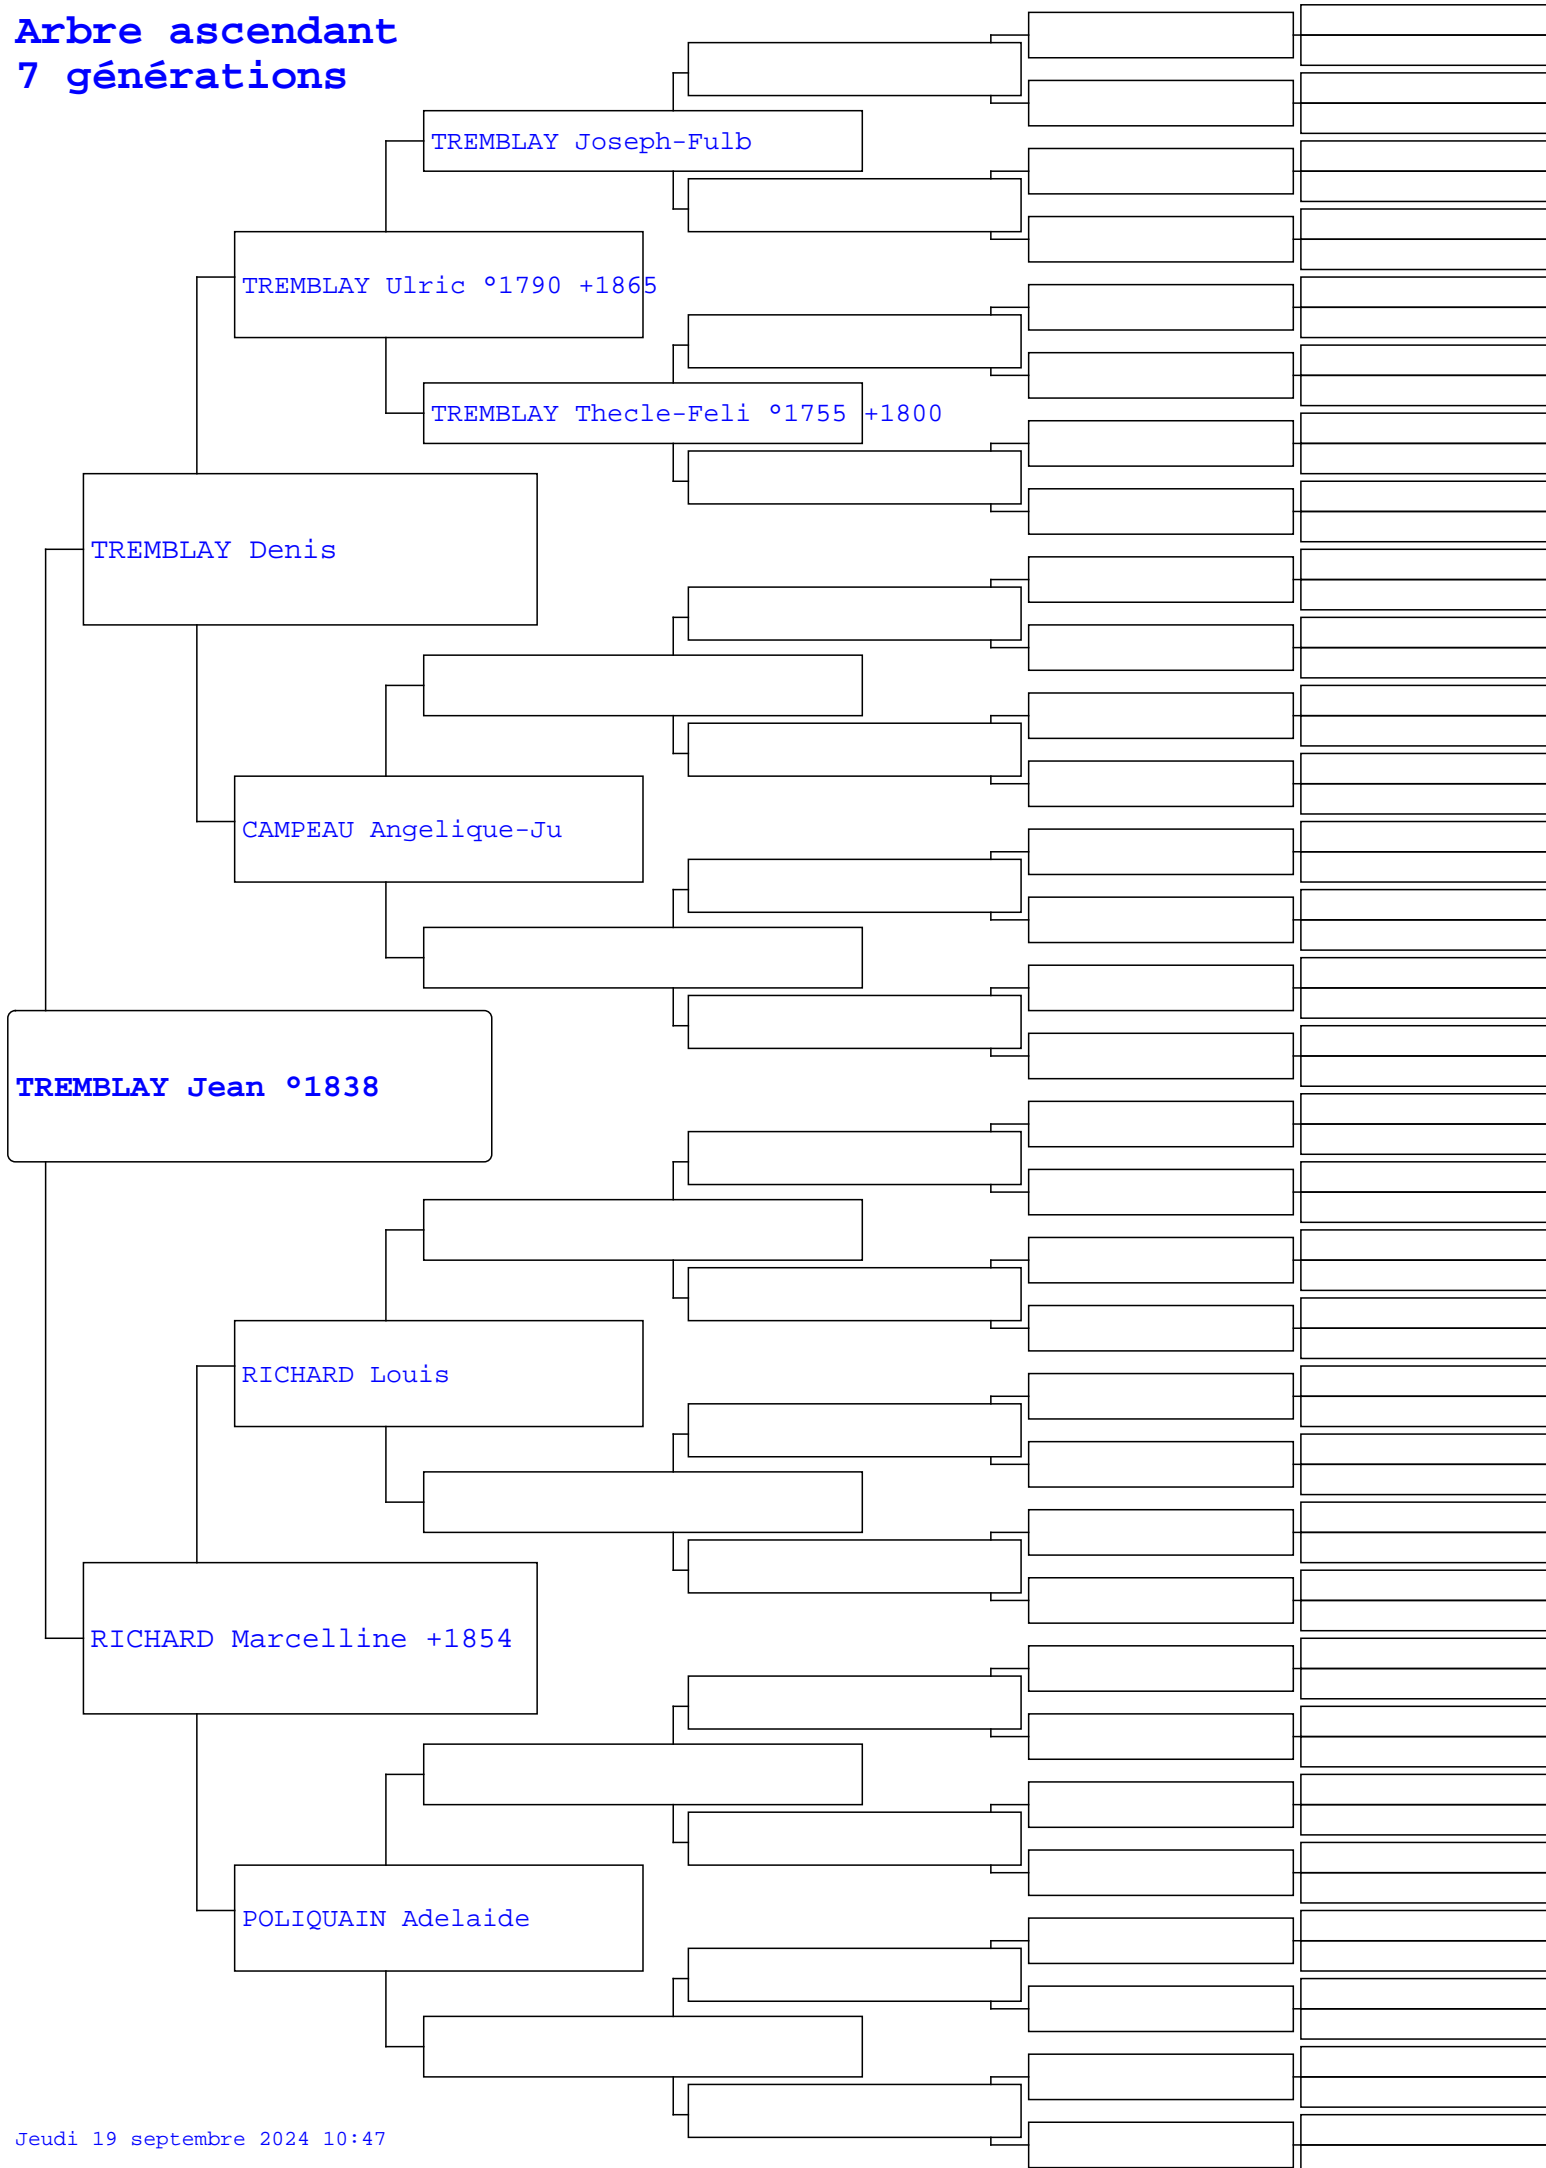 Arbre ascendant
7 générations
TREMBLAY Joseph-Fulb
TREMBLAY Ulric °1790 +1865
TREMBLAY Thecle-Feli °1755 +1800
TREMBLAY Denis
CAMPEAU Angelique-Ju
TREMBLAY Jean °1838
RICHARD Louis
RICHARD Marcelline +1854
POLIQUAIN Adelaide
Jeudi 19 septembre 2024 10:47